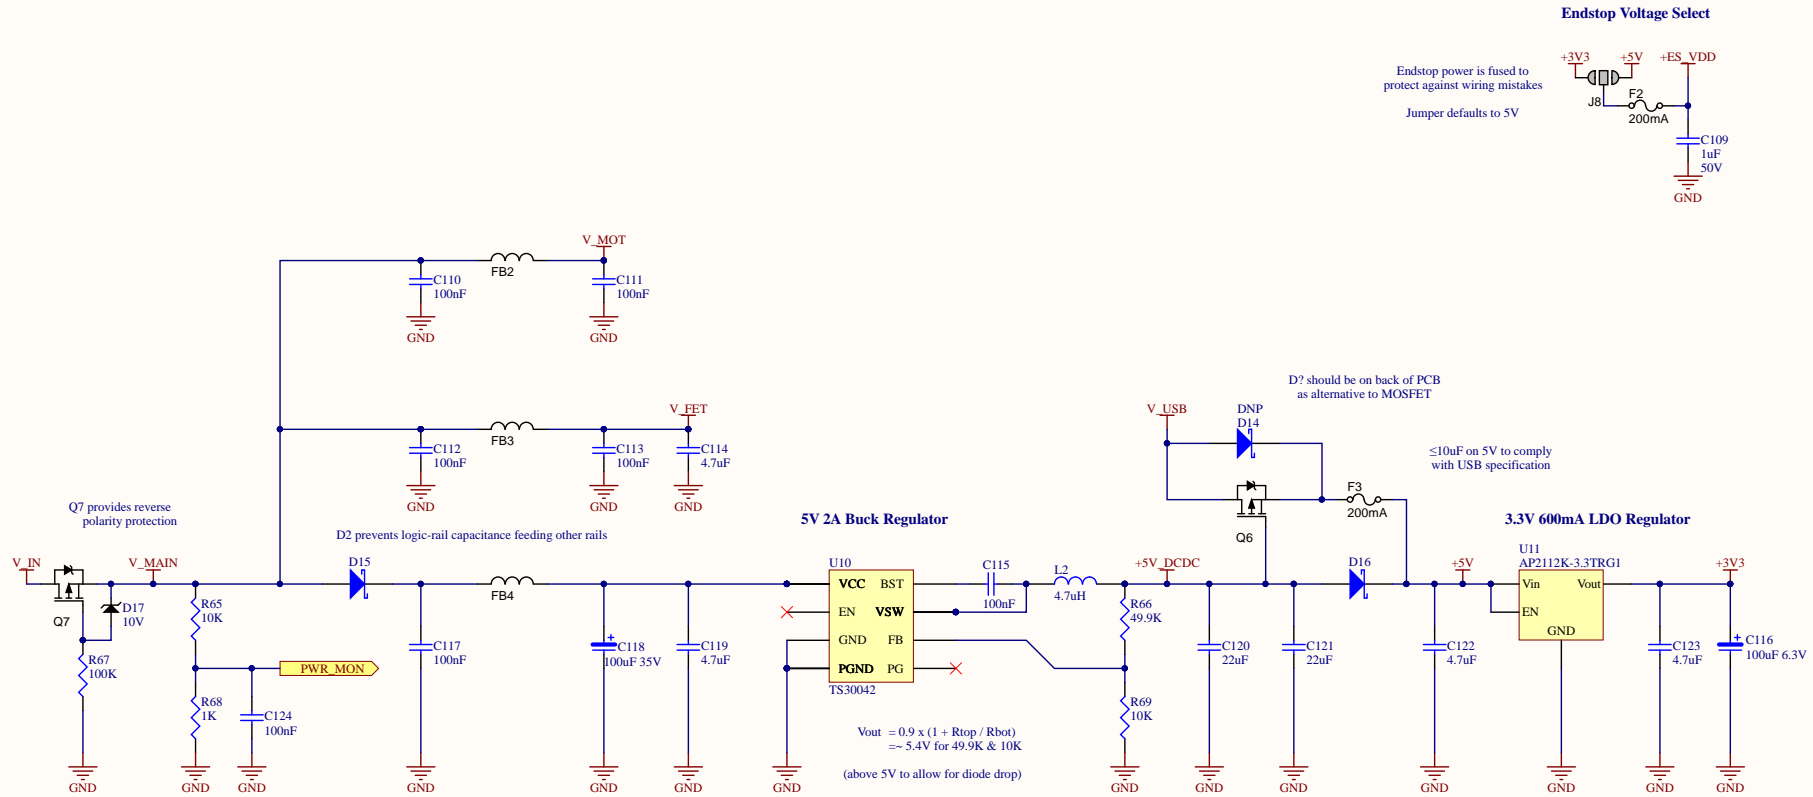 Endstop Voltage Select
Endstop power is fused to
protect against wiring mistakes
Jumper defaults to 5V
+3V3
+5V
+ES_VDD
J8
F2
200mA
C109
1uF
50V
GND
V_MOT
FB2
C110
100nF
C111
100nF
GND
GND
V_FET
FB3
C112
100nF
C113
100nF
C114
4.7uF
GND
GND
GND
D? should be on back of PCB
as alternative to MOSFET
V_USB
DNP
D14
≤10uF on 5V to comply
with USB specification
Q6
F3
200mA
Q7 provides reverse
polarity protection
D2 prevents logic-rail capacitance feeding other rails
5V 2A Buck Regulator
3.3V 600mA LDO Regulator
V_IN
V_MAIN
Q7
D17
10V
R67
100K
GND
R65
10K
PWR_MON
R68
1K
C124
100nF
GND
GND
D15
FB4
C117
100nF
GND
C118
100uF 35V
GND
C119
4.7uF
GND
U10
VCC
BST
EN
VSW
GND
FB
PGND
PG
TS30042
GND
Vout = 0.9 x (1 + Rtop / Rbot)
=~ 5.4V for 49.9K & 10K
(above 5V to allow for diode drop)
C115
100nF
L2
4.7uH
+5V_DCDC
R66
49.9K
R69
10K
GND
C120
22uF
GND
C121
22uF
GND
D16
+5V
C122
4.7uF
GND
U11
AP2112K-3.3TRG1
Vin
Vout
EN
GND
GND
+3V3
C123
4.7uF
GND
C116
100uF 6.3V
GND